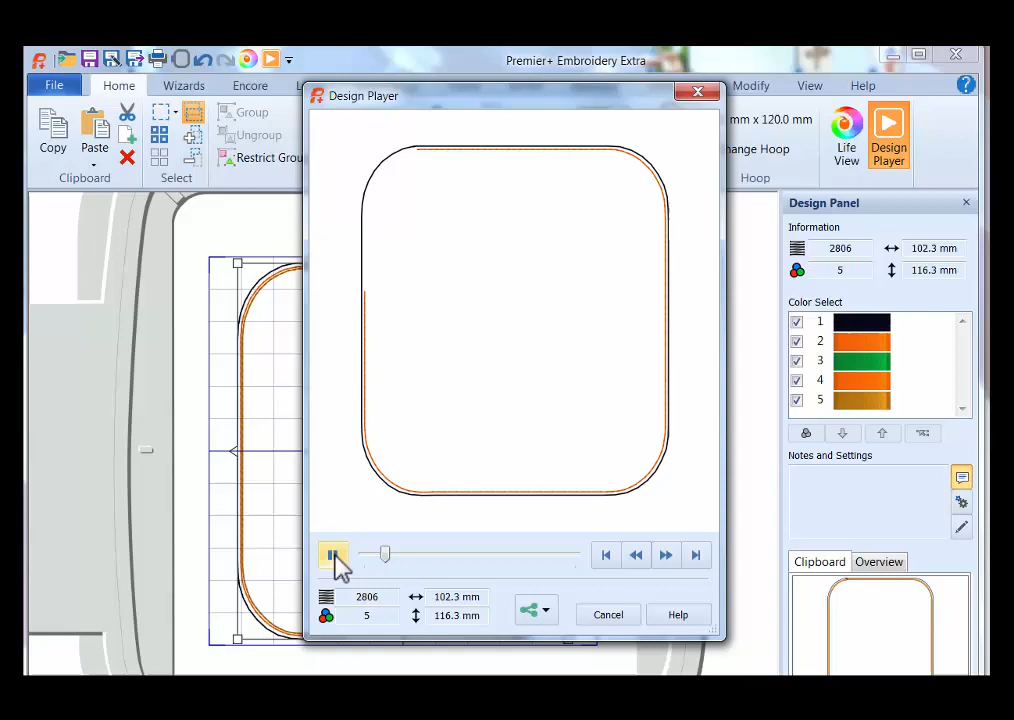 Premier+ Embroidery Extra
File
Home
Wizards
Encore
Modify
View
Help
Copy
Paste
Group
Ungroup
Restrict Grou
Clipboard
Select
mm x 120.0 mm
hange Hoop
Hoop
Life View
Design Player
Design Player
Design Panel
Information
2806
102.3 mm
5
116.3 mm
Color Select
1
2
3
4
5
Notes and Settings
Clipboard
Overview
2806
102.3 mm
5
116.3 mm
Cancel
Help